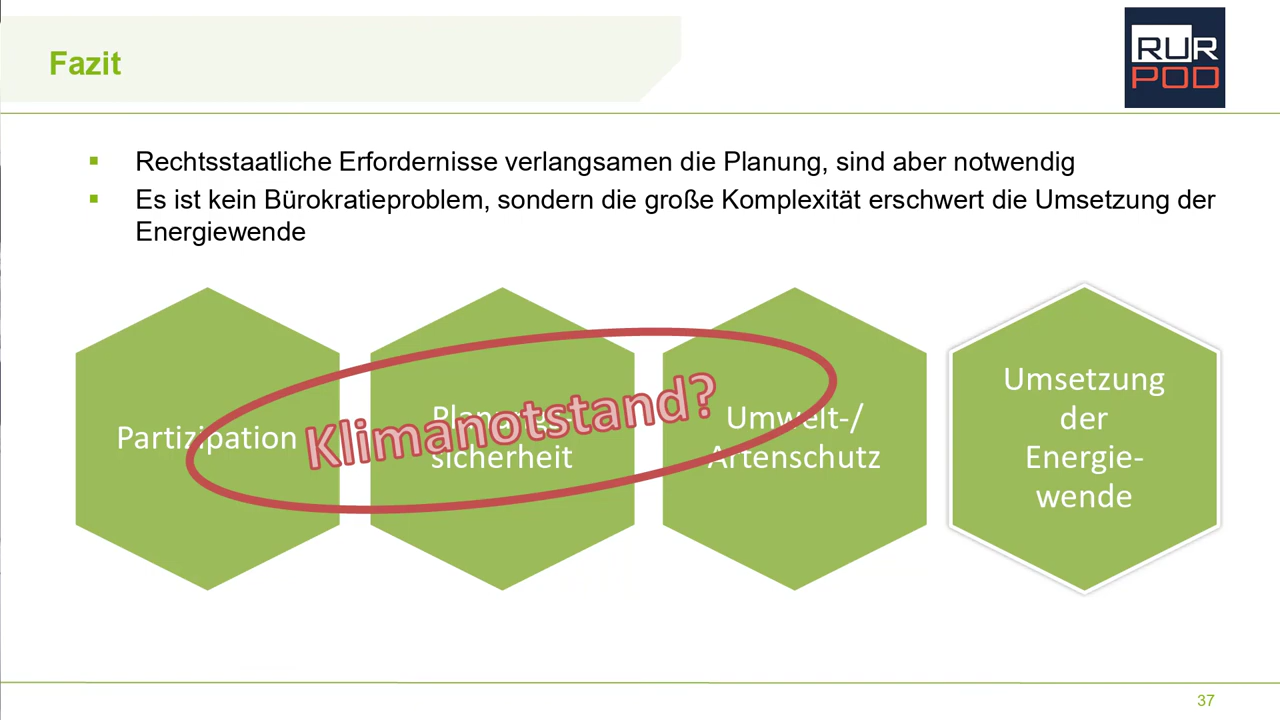 Fazit
RUR
POD
Rechtsstaatliche Erfordernisse verlangsamen die Planung, sind aber notwendig
Es ist kein Bürokratieproblem, sondern die große Komplexität erschwert die Umsetzung der
Energiewende
Partizipation
Planungs-
sicherheit
Klimanotstand?
Umwelt-/
Artenschutz
Umsetzung
der
Energie-
wende
37